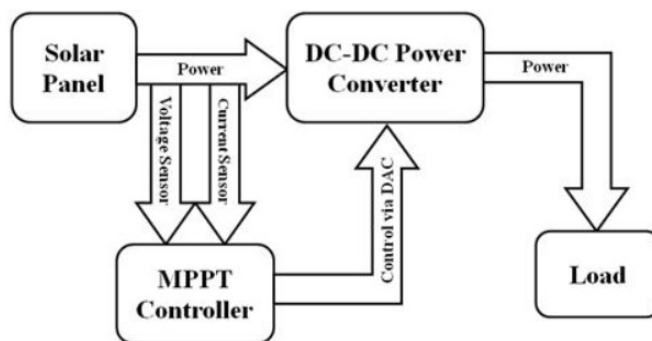 Solar
Panel
Power
DC-DC Power
Converter
Power
Voltage Sensor
Current Sensor
Control via DAC
MPPT
Controller
Load